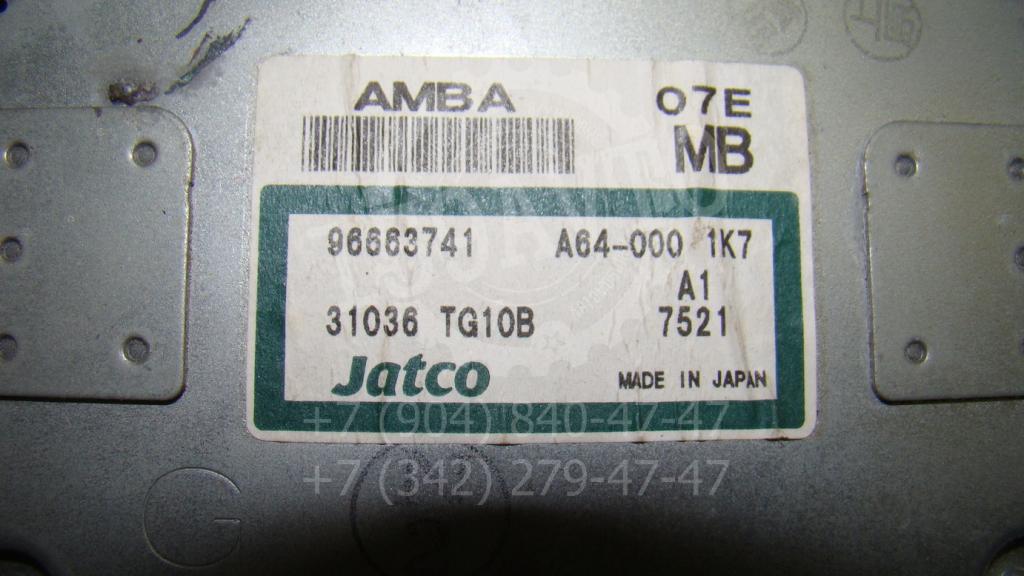 AMBA 07E
MB
96663741 A64-000 1K7
A1
31036 TG10B 7521
Jatco MADE IN JAPAN
+7 (904) 840-47-47
+7 (342) 279-47-47
G